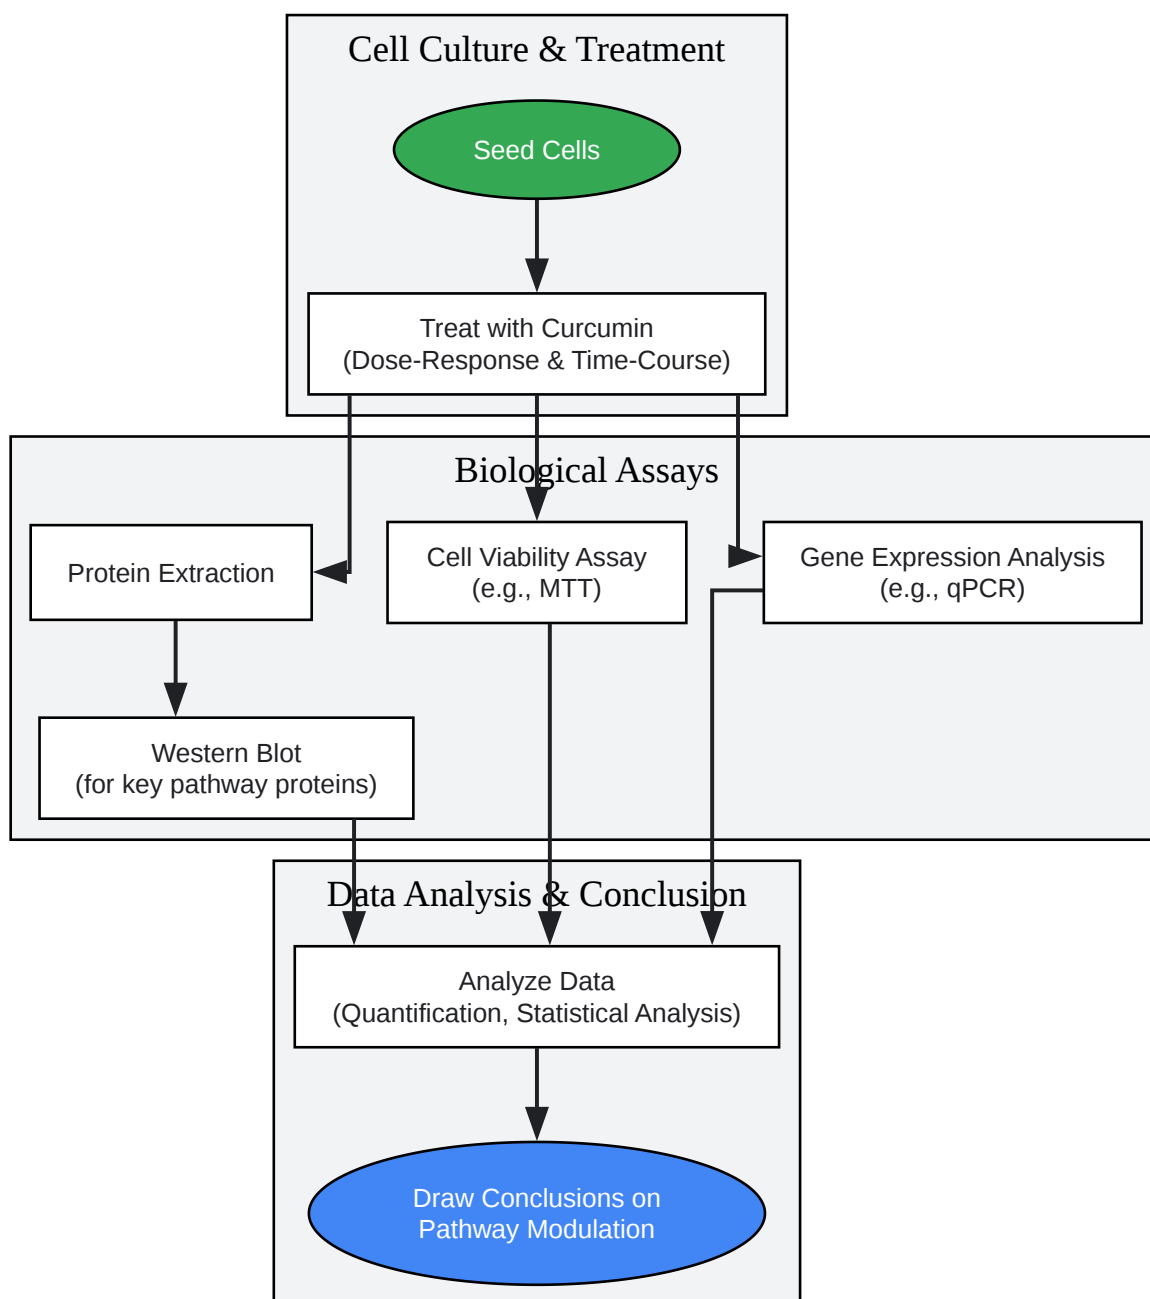 Cell Culture & Treatment
Seed Cells
Treat with Curcumin
(Dose-Response & Time-Course)
Biological Assays
Protein Extraction
Cell Viability Assay
(e.g., MTT)
Gene Expression Analysis
(e.g., qPCR)
Western Blot
(for key pathway proteins)
Data Analysis & Conclusion
Analyze Data
(Quantification, Statistical Analysis)
Draw Conclusions on
Pathway Modulation